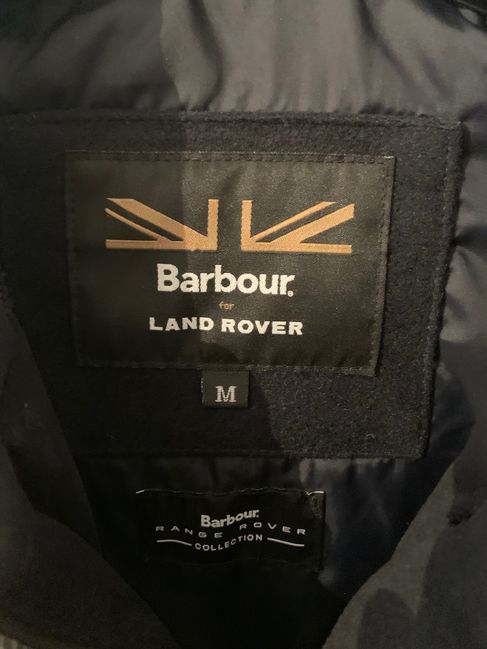 Barbour.
for
LAND ROVER
M
Barbour.
RANGE ROVER
COLLECTION